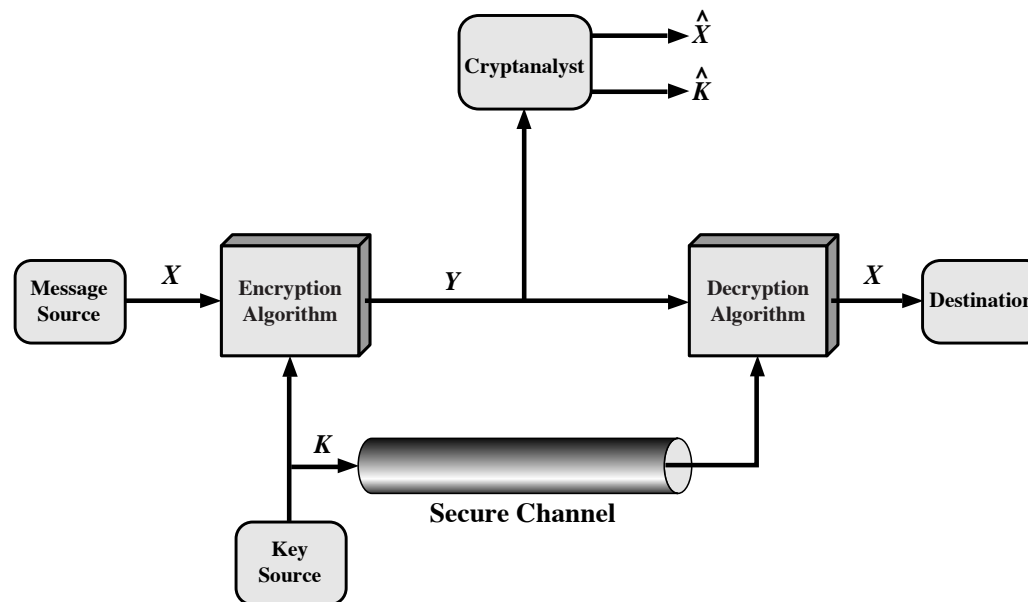 X̂
Cryptanalyst
K̂
X
Y
X
Message
Source
Encryption
Algorithm
Decryption
Algorithm
Destination
K
Secure Channel
Key
Source